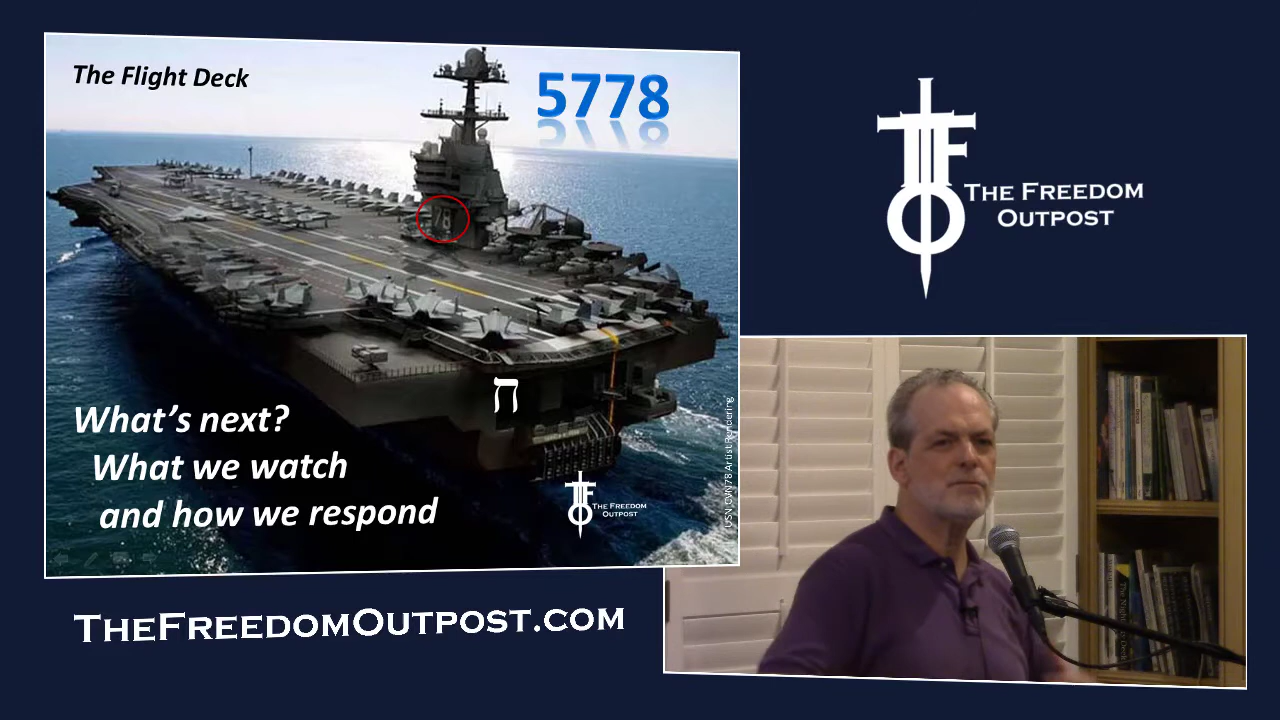 The Flight Deck
5778
78
ח
What's next?
What we watch
and how we respond
THE FREEDOM
OUTPOST
USN CVN78 Artist Rendering
THEFREEDOMOUTPOST.COM
TF
O
THE FREEDOM
OUTPOST